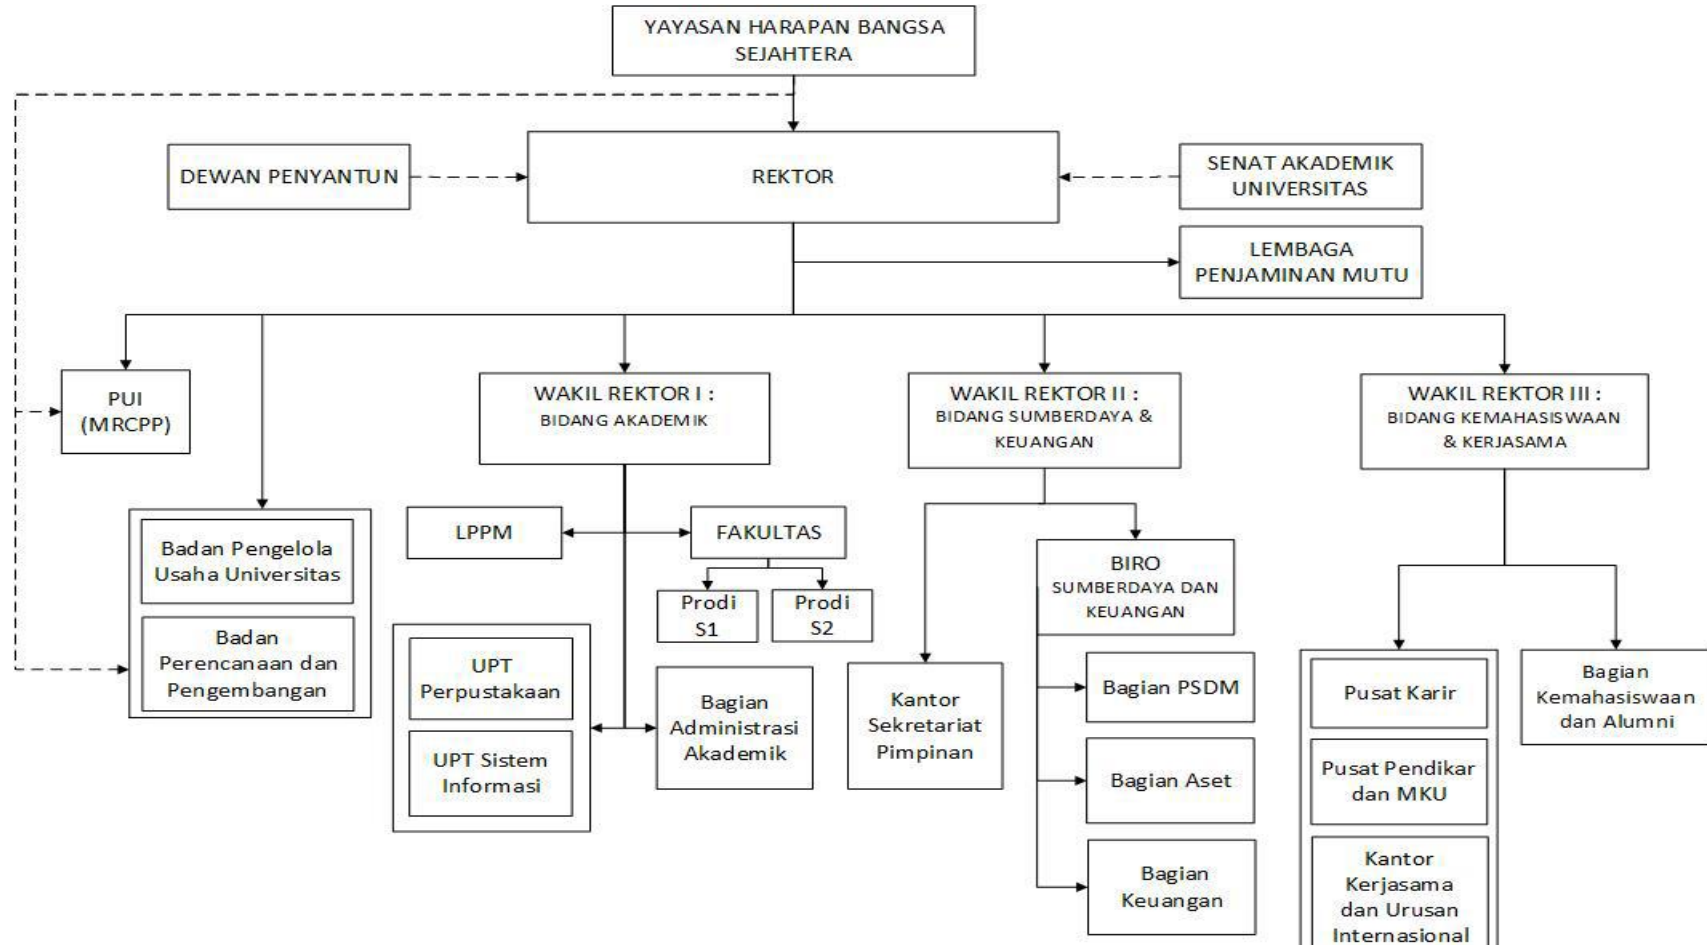 YAYASAN HARAPAN BANGSA
SEJAHTERA
DEWAN PENYANTUN
REKTOR
SENAT AKADEMIK
UNIVERSITAS
LEMBAGA
PENJAMINAN MUTU
PUI
(MRCPP)
WAKIL REKTOR I :
BIDANG AKADEMIK
WAKIL REKTOR II :
BIDANG SUMBERDAYA &
KEUANGAN
WAKIL REKTOR III :
BIDANG KEMAHASISWAAN
& KERJASAMA
Badan Pengelola
Usaha Universitas
Badan
Perencanaan dan
Pengembangan
LPPM
FAKULTAS
Prodi
S1
Prodi
S2
UPT
Perpustakaan
UPT Sistem
Informasi
Bagian
Administrasi
Akademik
Kantor
Sekretariat
Pimpinan
BIRO
SUMBERDAYA DAN
KEUANGAN
Bagian PSDM
Bagian Aset
Bagian
Keuangan
Pusat Karir
Pusat Pendikar
dan MKU
Kantor
Kerjasama
dan Urusan
Internasional
Bagian
Kemahasiswaan
dan Alumni